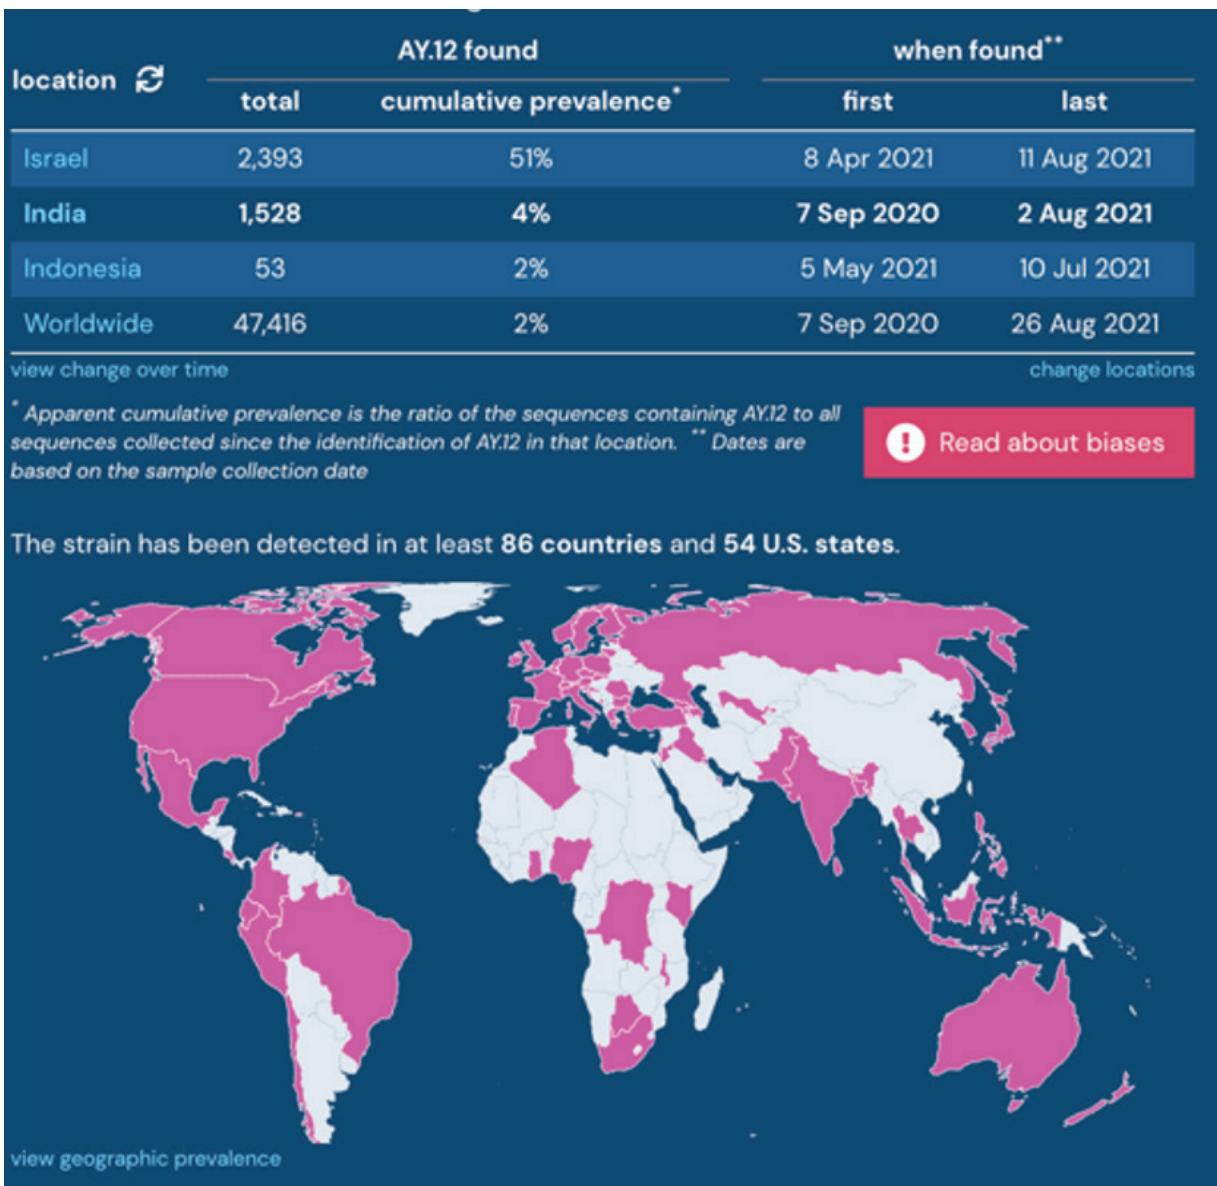 AY.12 found when found**
location
total cumulative prevalence* first last
Israel 2,393 51% 8 Apr 2021 11 Aug 2021
India 1,528 4% 7 Sep 2020 2 Aug 2021
Indonesia 53 2% 5 May 2021 10 Jul 2021
Worldwide 47,416 2% 7 Sep 2020 26 Aug 2021
view change over time change locations
* Apparent cumulative prevalence is the ratio of the sequences containing AY.12 to all
sequences collected since the identification of AY.12 in that location. ** Dates are
based on the sample collection date
! Read about biases
The strain has been detected in at least 86 countries and 54 U.S. states.
view geographic prevalence